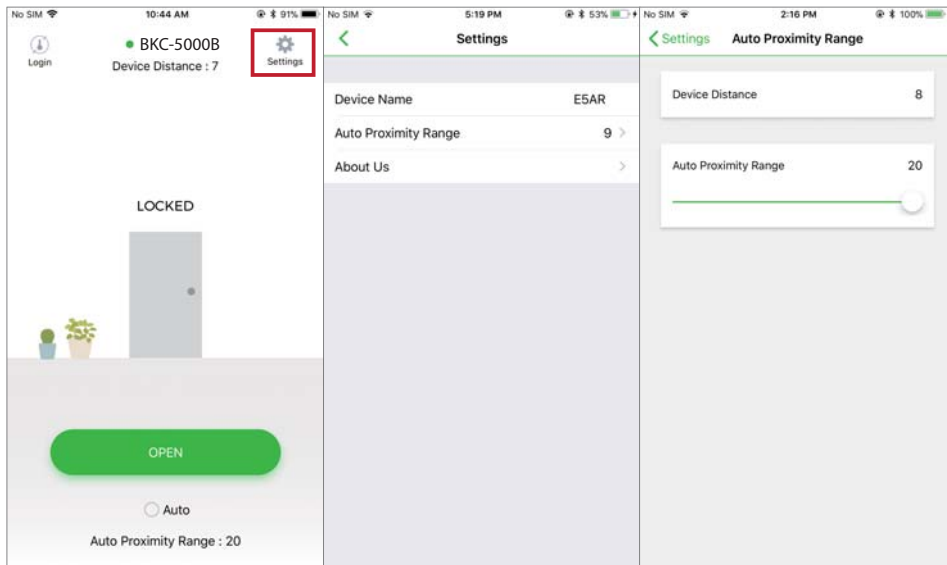 No SIM 10:44 AM 91%
Login
BKC-5000B
Device Distance : 7
Settings
LOCKED
OPEN
Auto
Auto Proximity Range : 20
No SIM 5:19 PM 53%
Settings
Device Name E5AR
Auto Proximity Range 9
About Us
No SIM 2:16 PM 100%
Settings Auto Proximity Range
Device Distance 8
Auto Proximity Range 20